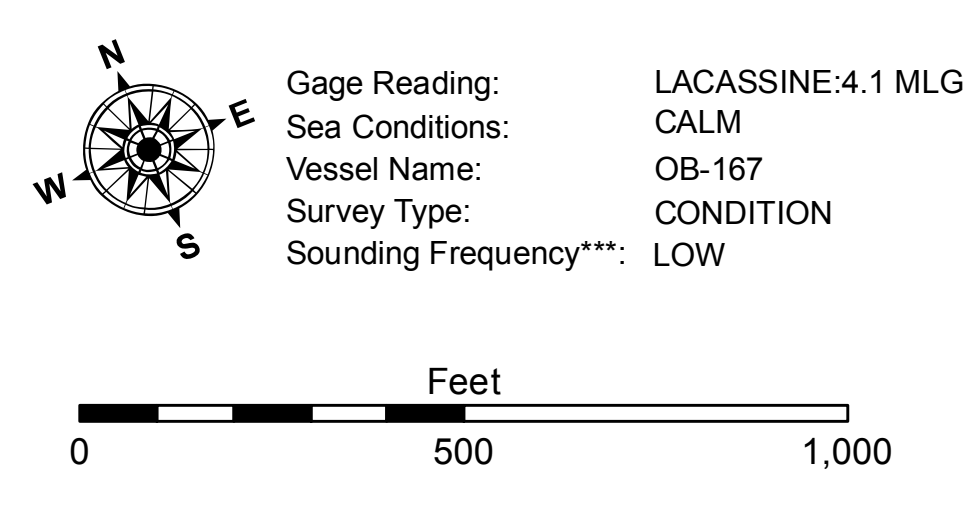 N
E
W
S
Gage Reading: LACASSINE:4.1 MLG
Sea Conditions: CALM
Vessel Name: OB-167
Survey Type: CONDITION
Sounding Frequency***: LOW
Feet
0 500 1,000